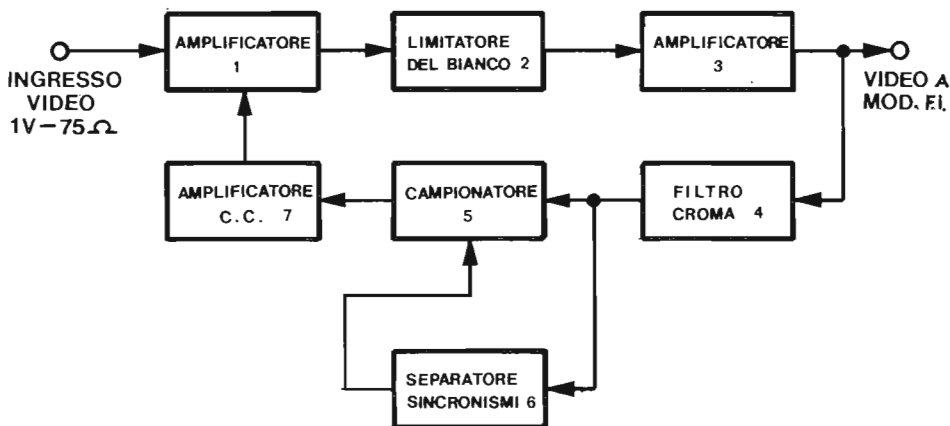 AMPLIFICATORE
1
LIMITATORE
DEL BIANCO 2
AMPLIFICATORE
3
INGRESSO
VIDEO
1V-75Ω
VIDEO A
MOD. F.I.
AMPLIFICATORE
C.C. 7
CAMPIONATORE
5
FILTRO
CROMA 4
SEPARATORE
SINCRONISMI 6